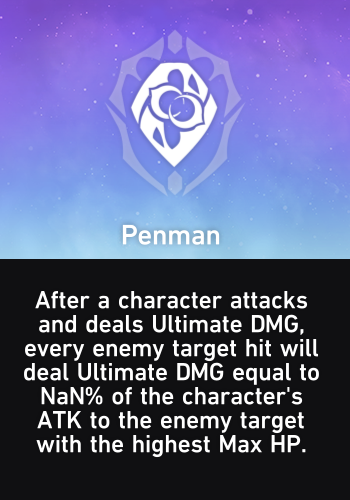 Penman
After a character attacks
and deals Ultimate DMG,
every enemy target hit will
deal Ultimate DMG equal to
NaN% of the character's
ATK to the enemy target
with the highest Max HP.